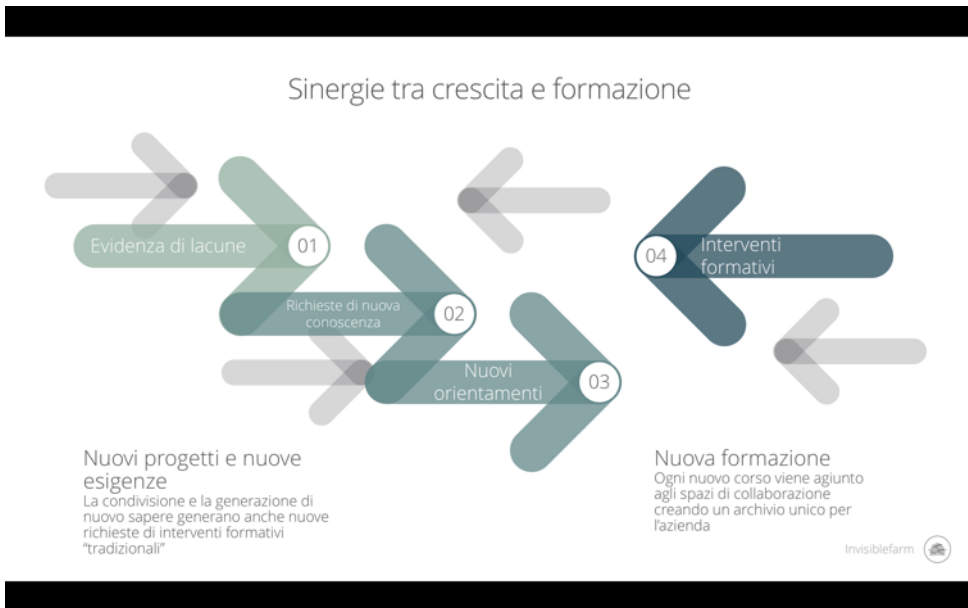 Sinergie tra crescita e formazione
Evidenza di lacune
01
Richieste di nuova
conoscenza
02
Nuovi
orientamenti
03
04
Interventi
formativi
Nuovi progetti e nuove
esigenze
La condivisione e la generazione di
nuovo sapere generano anche nuove
richieste di interventi formativi
“tradizionali”
Nuova formazione
Ogni nuovo corso viene agiunto
agli spazi di collaborazione
creando un archivio unico per
l’azienda
Invisiblefarm